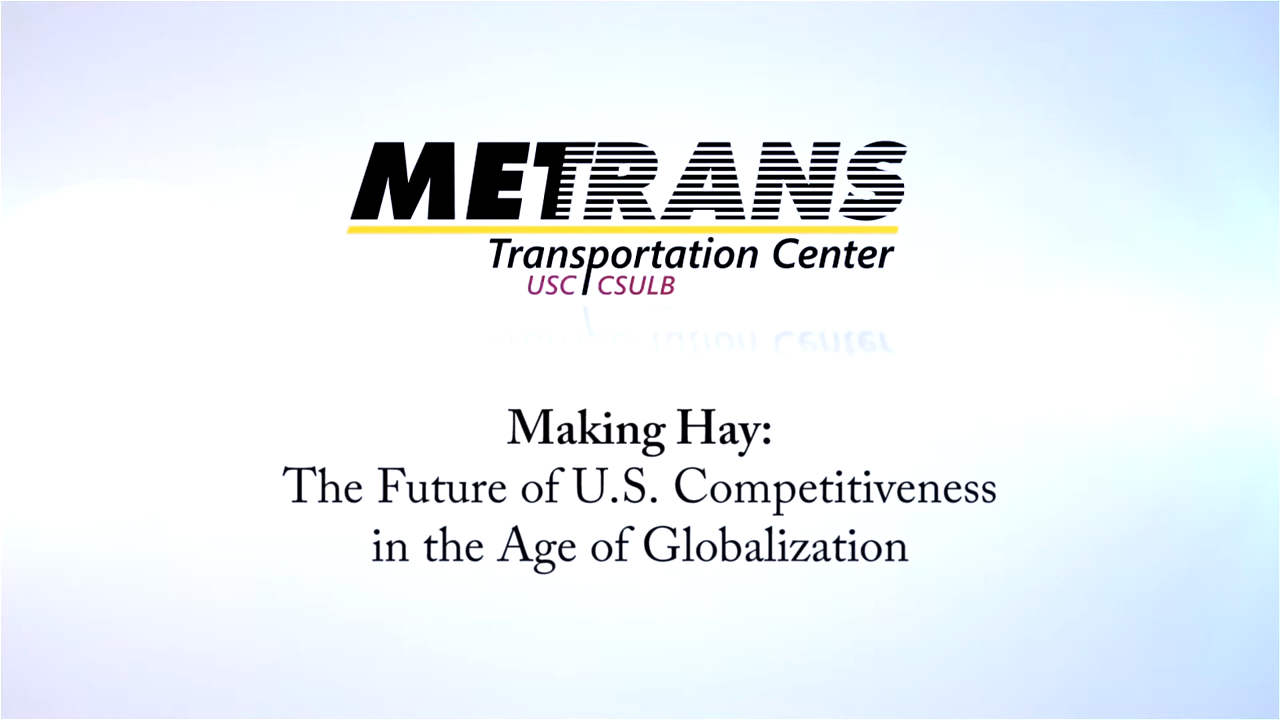 METRANS
Transportation Center
USC CSULB
Making Hay:
The Future of U.S. Competitiveness
in the Age of Globalization